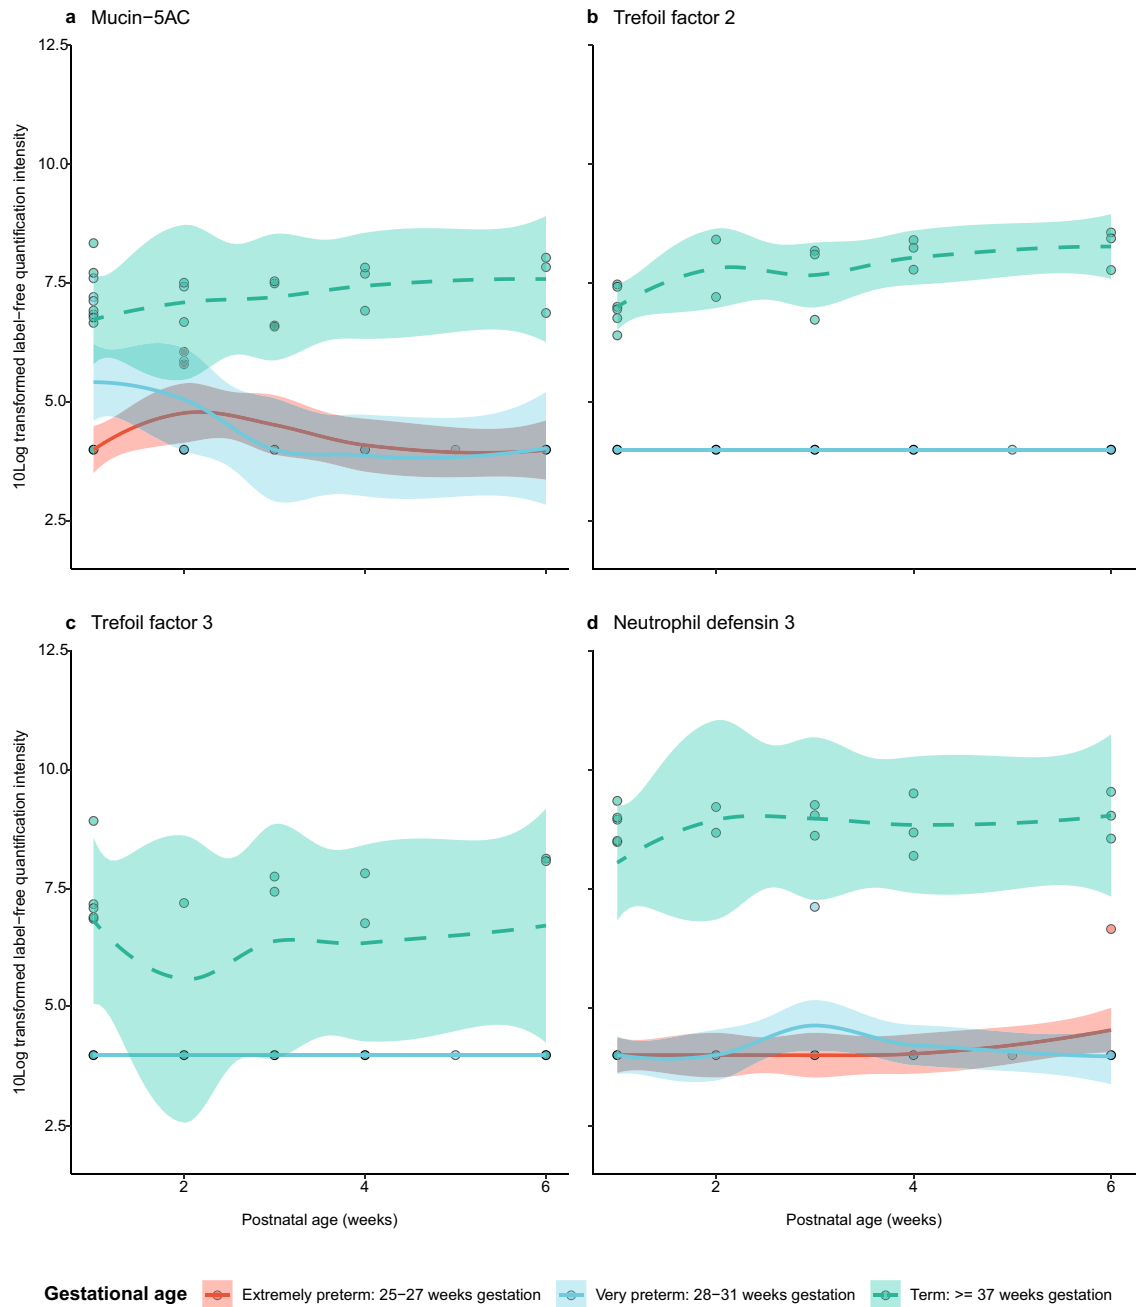 a Mucin−5AC
b Trefoil factor 2
10Log transformed label−free quantification intensity
12.5
10.0
7.5
5.0
2.5
c Trefoil factor 3
d Neutrophil defensin 3
10Log transformed label−free quantification intensity
12.5
10.0
7.5
5.0
2.5
2 4 6
2 4 6
Postnatal age (weeks)
Postnatal age (weeks)
Gestational age Extremely preterm: 25−27 weeks gestation Very preterm: 28−31 weeks gestation Term: >= 37 weeks gestation